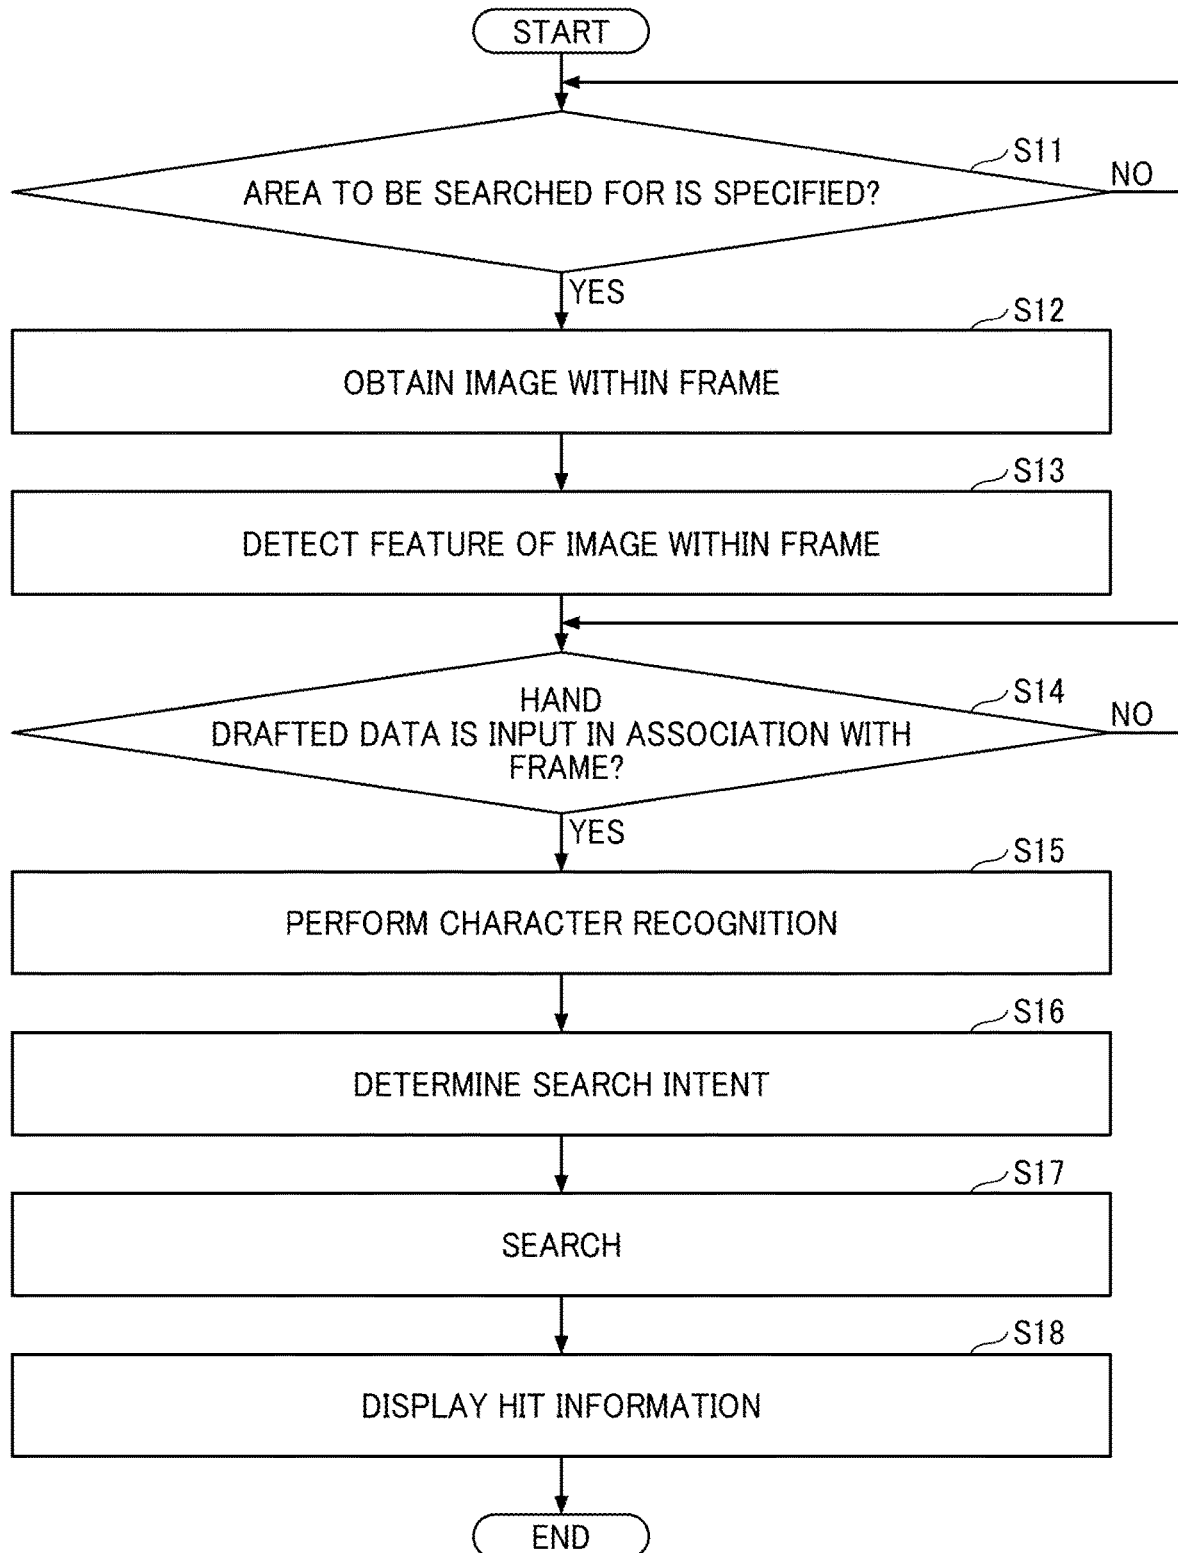 START
S11
AREA TO BE SEARCHED FOR IS SPECIFIED?
NO
YES
S12
OBTAIN IMAGE WITHIN FRAME
S13
DETECT FEATURE OF IMAGE WITHIN FRAME
S14
HAND
DRAFTED DATA IS INPUT IN ASSOCIATION WITH
FRAME?
NO
YES
S15
PERFORM CHARACTER RECOGNITION
S16
DETERMINE SEARCH INTENT
S17
SEARCH
S18
DISPLAY HIT INFORMATION
END